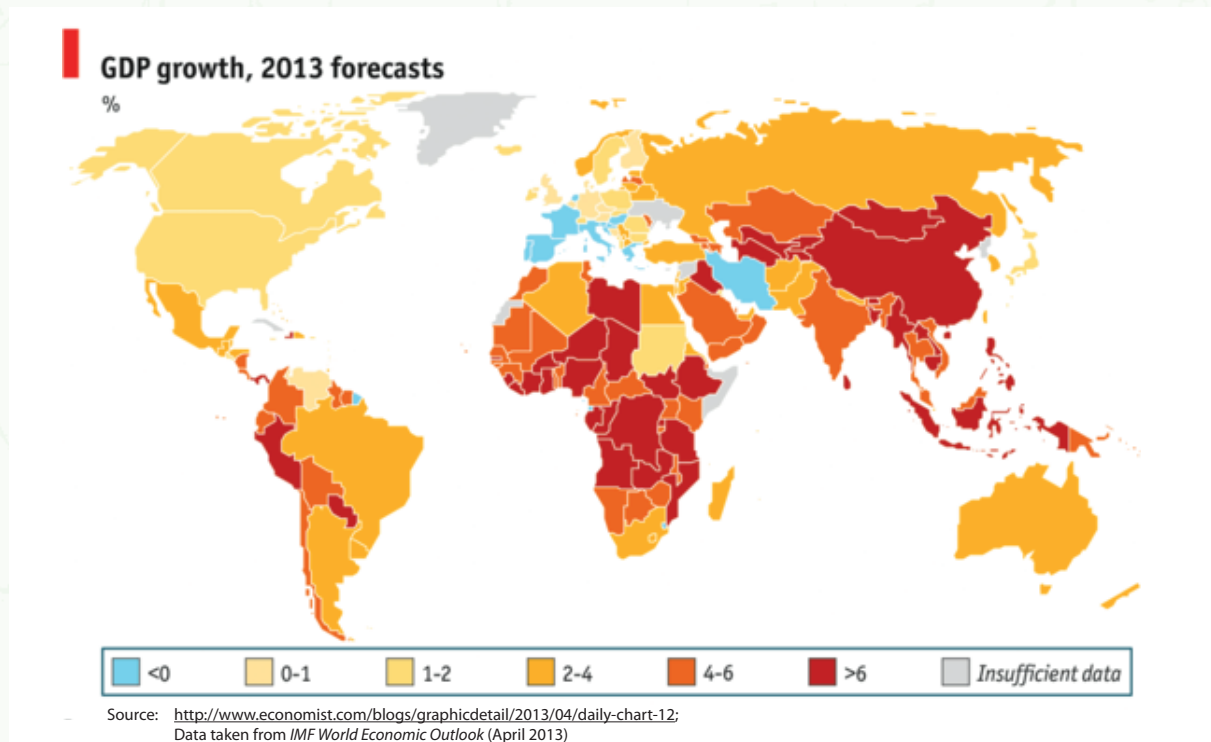 GDP growth, 2013 forecasts
%
<0 0-1 1-2 2-4 4-6 >6 Insufficient data
Source: http://www.economist.com/blogs/graphicdetail/2013/04/daily-chart-12;
Data taken from IMF World Economic Outlook (April 2013)